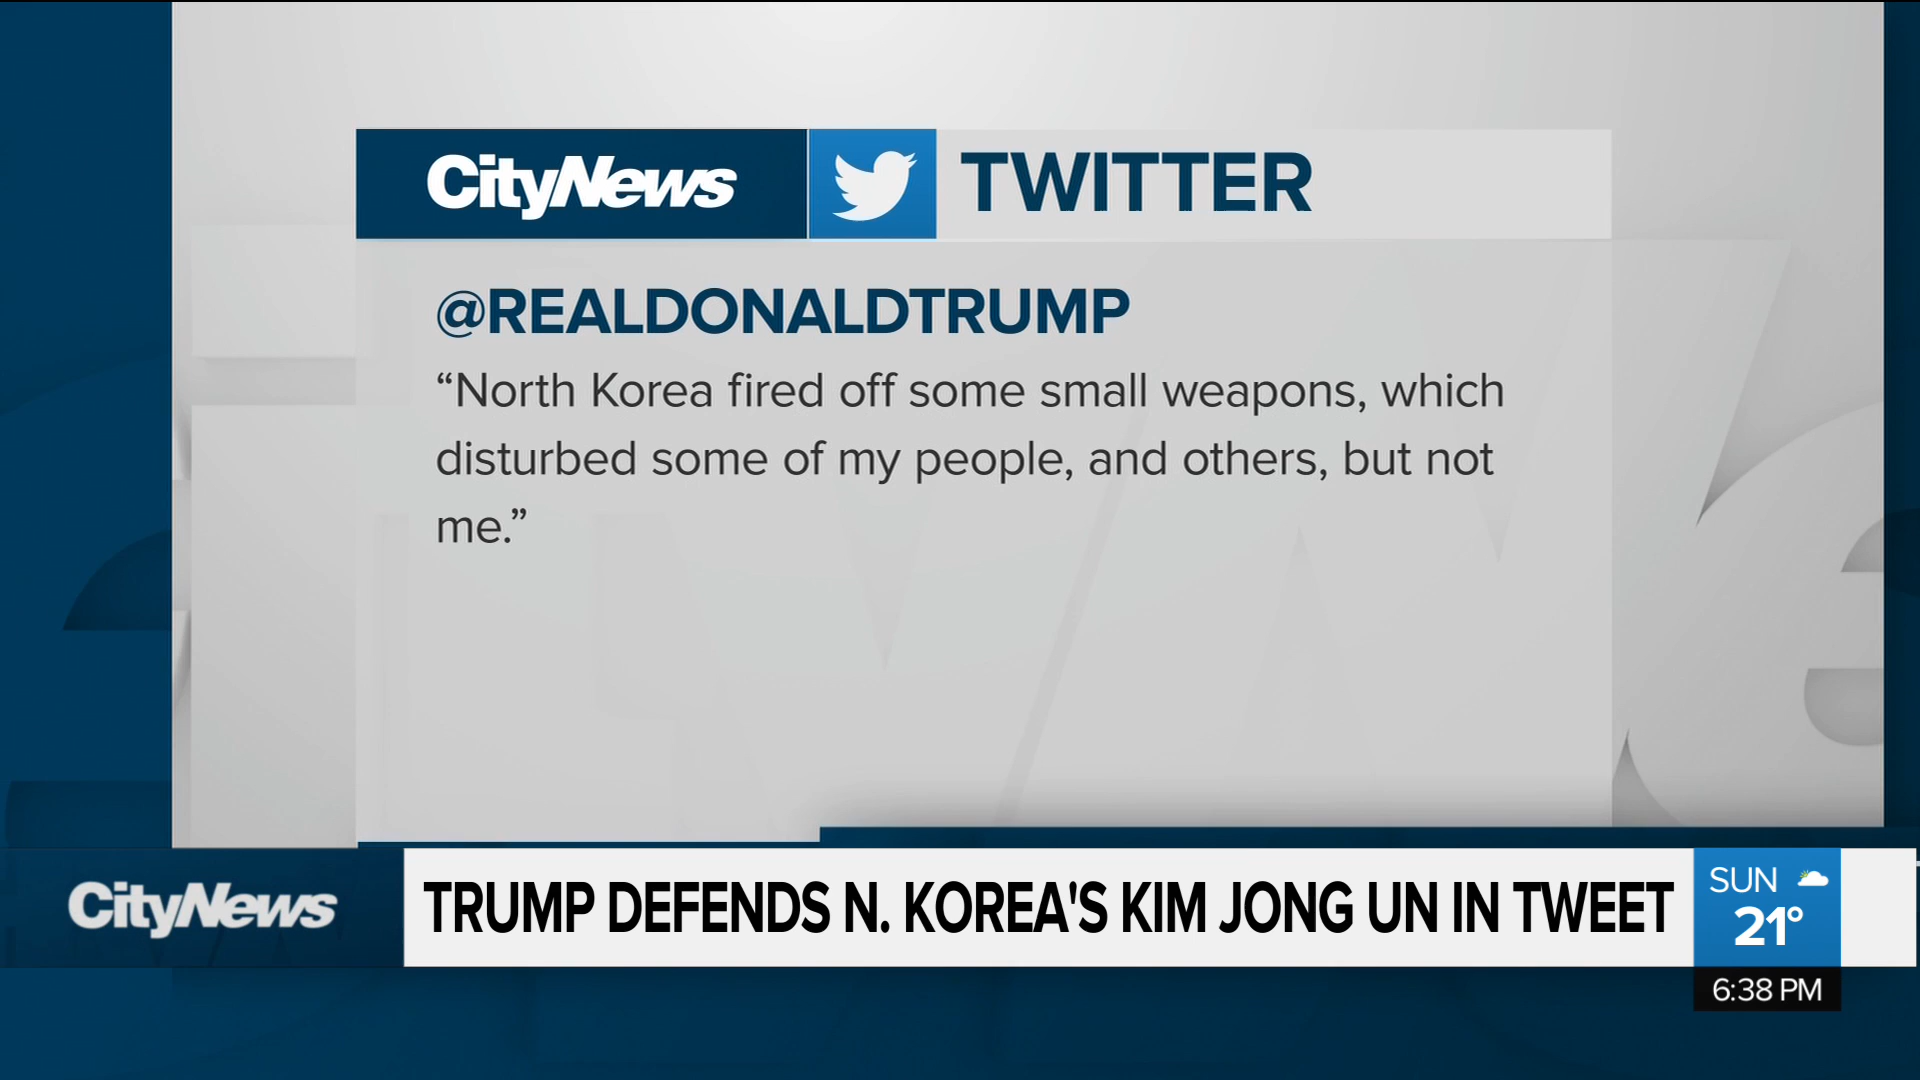 CityNews TWITTER
@REALDONALDTRUMP
“North Korea fired off some small weapons, which
disturbed some of my people, and others, but not
me.”
CityNews
TRUMP DEFENDS N. KOREA'S KIM JONG UN IN TWEET
SUN
21°
6:38 PM